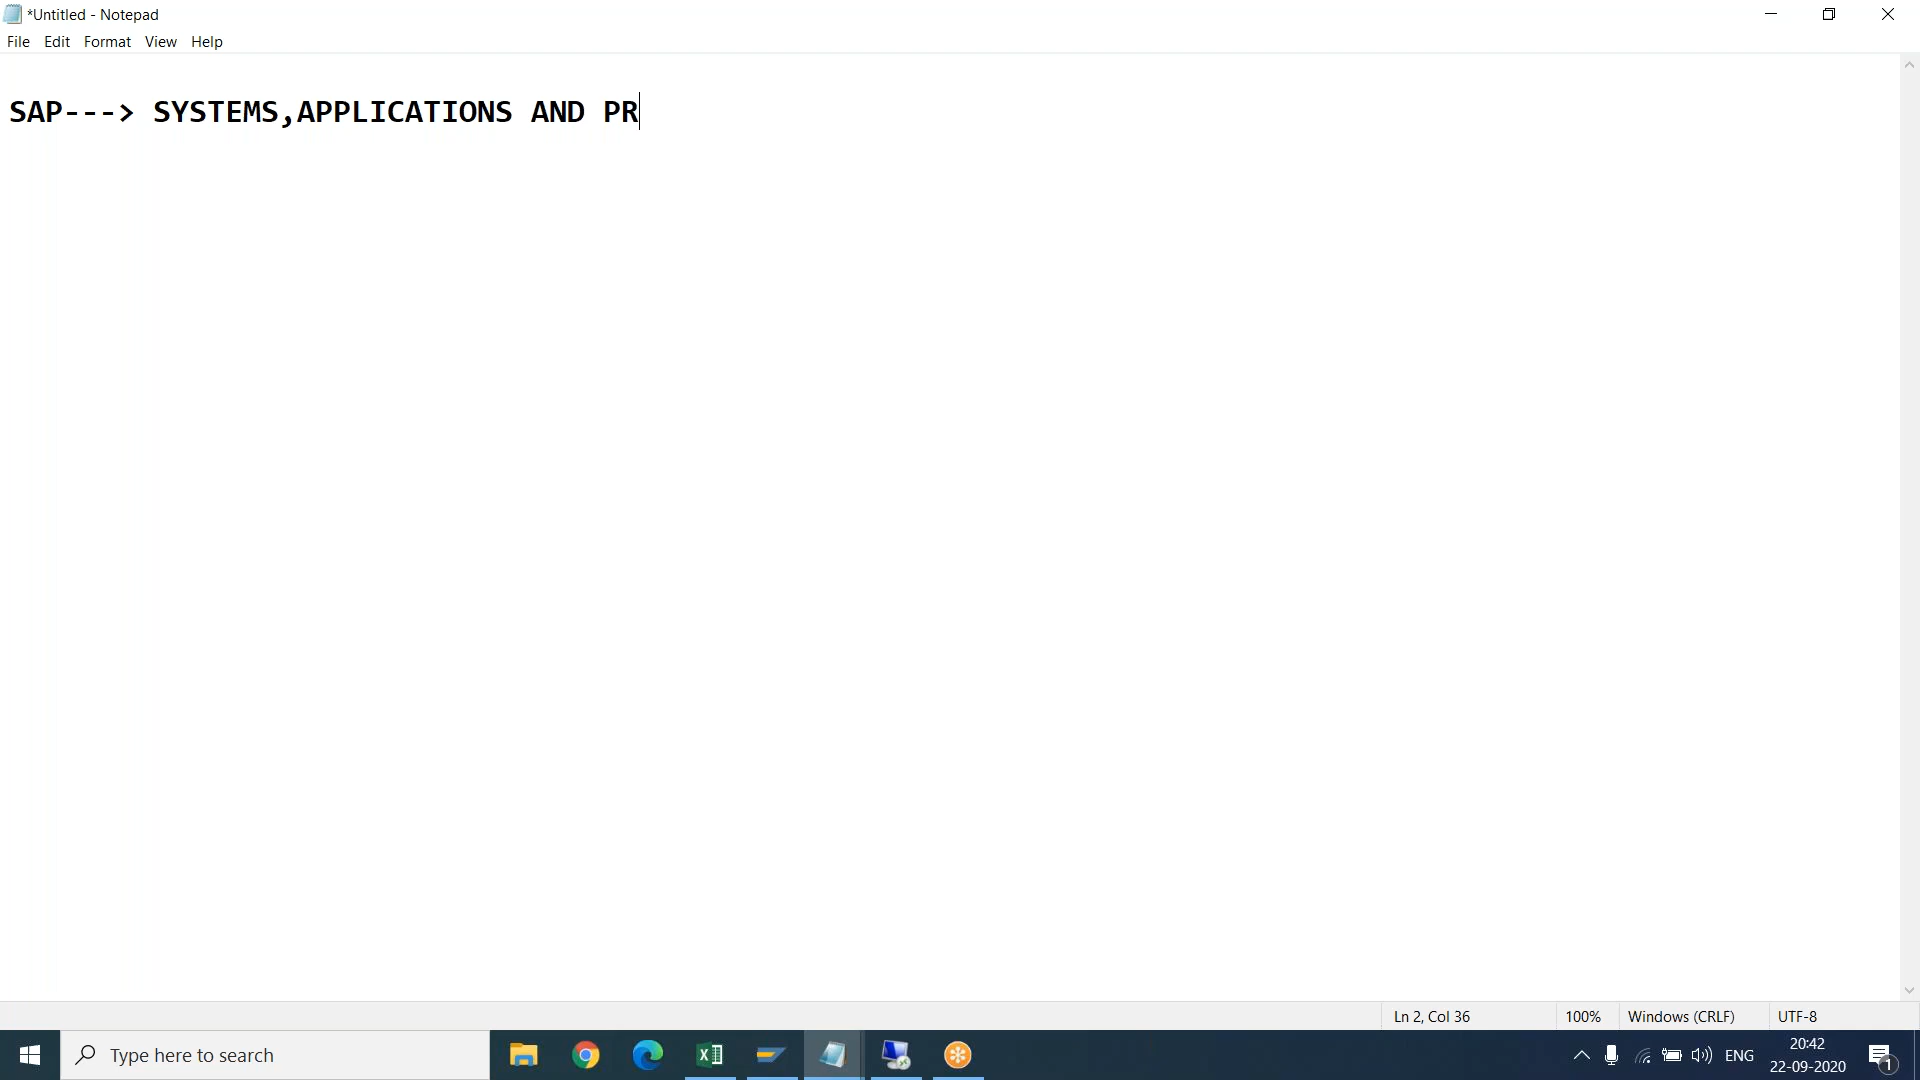 *Untitled - Notepad
File Edit Format View Help
SAP---> SYSTEMS,APPLICATIONS AND PR
Ln 2, Col 36 100% Windows (CRLF) UTF-8
Type here to search
ENG
20:42
22-09-2020
1